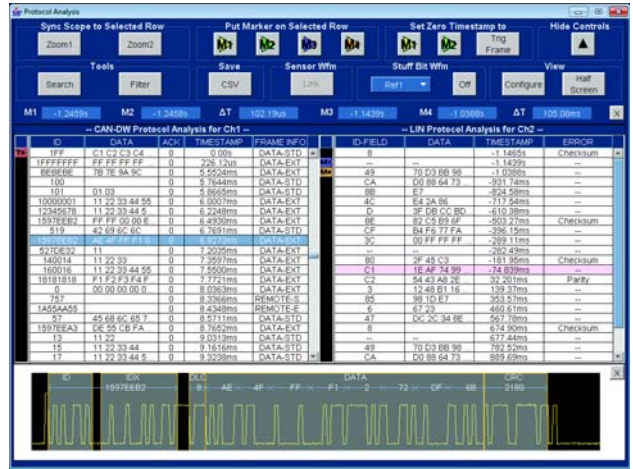 Protocol Analysis
Sync Scope to Selected Row Put Marker on Selected Row Set Zero Timestamp to Hide Controls
Zoom1 Zoom2 M1 M2 M3 M4 M1 M2 Trig Frame ▲
Tools Save Sensor Wfm Stuff Bit Wfm View
Search Filter CSV Link Ref1 Off Configure Half Screen
M1 -1.2459s M2 -1.2458s ΔT 102.19us M3 -1.1439s M4 -1.0388s ΔT 105.08ms X
-- CAN-DW Protocol Analysis for Ch1 --
ID DATA ACK TIMESTAMP FRAME INFO
1FF C1 C2 C3 C4 0 0.00s DATA-STD
1FFFFFFF FF FF FF FF 0 226.12us DATA-EXT
BEBEBE 7B 7E 9A 9C 0 5.5524ms DATA-EXT
100 0 5.7644ms DATA-STD
101 01 03 0 5.8665ms DATA-STD
10000001 11 22 33 44 55 0 6.0007ms DATA-EXT
12345678 11 22 33 44 5 0 6.2248ms DATA-EXT
1597EEB2 FF FF 00 00 E 0 6.4930ms DATA-EXT
519 42 69 6C 6C 0 6.7691ms DATA-STD
1597EEB2 AE 4F FF F1 0 0 6.9273ms DATA-EXT
527DE32 11 0 7.2035ms DATA-EXT
140014 11 22 33 0 7.3597ms DATA-EXT
160016 11 22 33 44 55 0 7.5500ms DATA-EXT
18181818 F1 F2 F3 F4 F 0 7.7721ms DATA-EXT
0 00 00 00 00 0 0 8.0363ms DATA-EXT
757 0 8.3366ms REMOTE-S
1A55AA55 0 8.4348ms REMOTE-E
57 45 68 6C 65 7 0 8.5711ms DATA-STD
1597EEA3 DE 55 CB FA 0 8.7652ms DATA-EXT
13 11 22 0 9.0313ms DATA-STD
15 11 22 33 44 0 9.1616ms DATA-STD
17 11 22 33 44 5 0 9.3238ms DATA-STD
-- LIN Protocol Analysis for Ch2 --
ID-FIELD DATA TIMESTAMP ERROR
8 -1.1465s Checksum
-- -- -1.1439s --
49 70 D3 BB 98 -1.0388s --
CA D0 88 64 73 -931.74ms --
8B E7 -824.58ms --
4C E4 2A 86 -717.54ms --
D 3F DB CC BD -610.38ms --
8E 82 C5 B9 6F -503.27ms Checksum
CF B4 F6 77 FA -396.15ms --
3C 00 FF FF FF -289.11ms --
-- -- -282.49ms --
80 2F 45 C3 -181.95ms Checksum
C1 1E AF 74 99 -74.839ms --
C2 54 43 A8 2E 32.201ms Parity
3 12 48 B1 16 139.37ms --
85 98 1D E7 353.57ms --
6 67 23 460.61ms --
47 DC 2C 34 8E 567.78ms --
8 674.90ms Checksum
-- -- 677.44ms --
49 70 D3 BB 98 782.52ms --
CA D0 88 64 73 889.69ms --
ID IDX DLC DATA CRC X
1597EEB2 8 AE 4F FF F1 2 72 DF 6B 2180